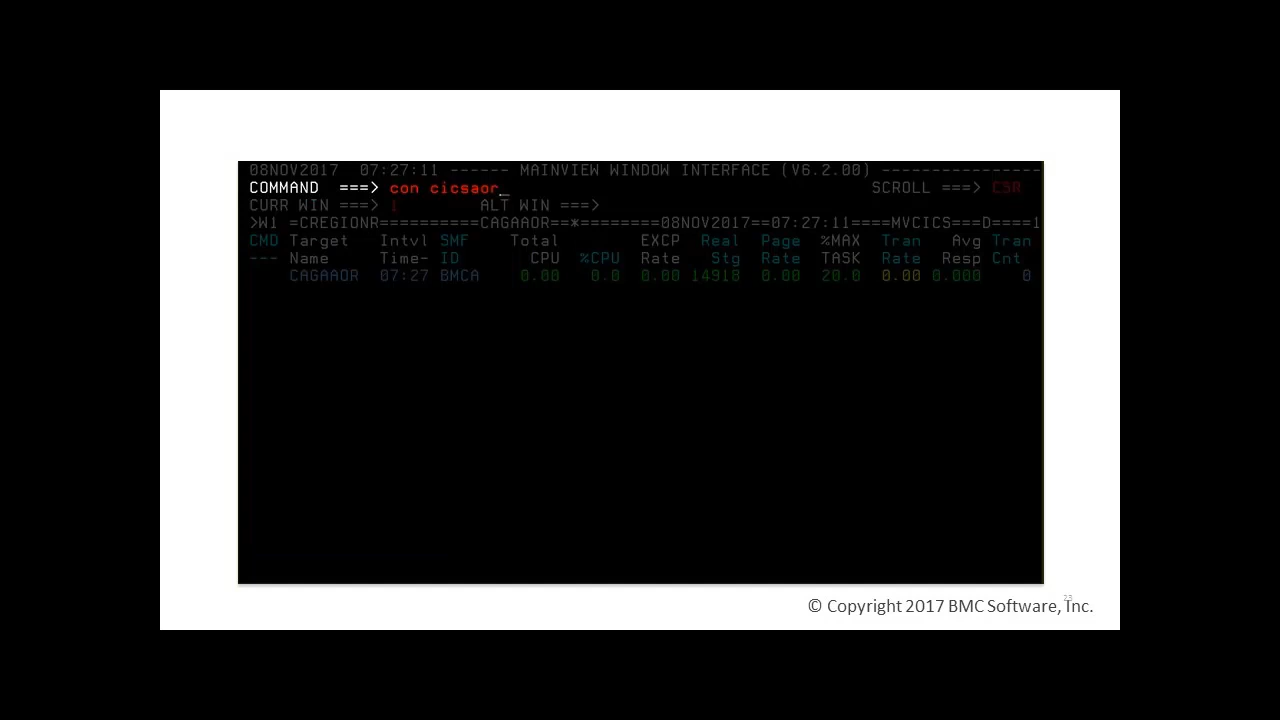 08NOV2017  07:27:11 ------ MAINVIEW WINDOW INTERFACE (V6.2.00) ----------------
COMMAND  ===> con cicsaor_                                    SCROLL ===> CSR
CURR WIN ===> 1        ALT WIN ===>
>W1 =CREGIONR==========CAGAAOR==*========08NOV2017==07:27:11====MVCICS===D====1
CMD Target   Intvl SMF    Total        EXCP  Real  Page  %MAX  Tran   Avg Tran
--- Name     Time- ID       CPU  %CPU  Rate   Stg  Rate  TASK  Rate  Resp Cnt
    CAGAAOR  07:27 BMCA    0.00   0.0  0.00 14918  0.00  20.0  0.00 0.000    0
23
© Copyright 2017 BMC Software, Inc.